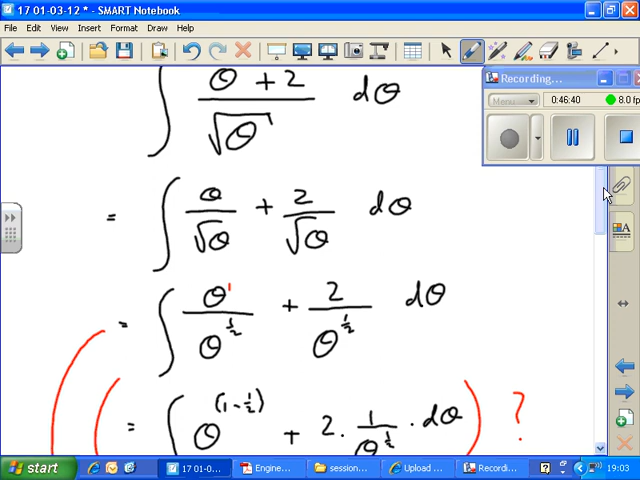 17 01-03-12 * - SMART Notebook
File Edit View Insert Format Draw Help
Recording...
Menu
0:46:40 8.0 fp
∫ (θ + 2)/√θ dθ
= ∫ θ/√θ + 2/√θ dθ
= ∫ θ¹/θ^(1/2) + 2/θ^(1/2) dθ
= ∫ θ^(1-1/2) + 2 · 1/θ^(1/2) · dθ ?
start 17 01-0... Engine... session... Upload ... Recordi... 19:03